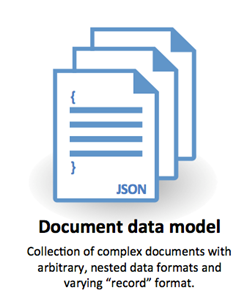 {
}
JSON
Document data model
Collection of complex documents with
arbitrary, nested data formats and
varying “record” format.